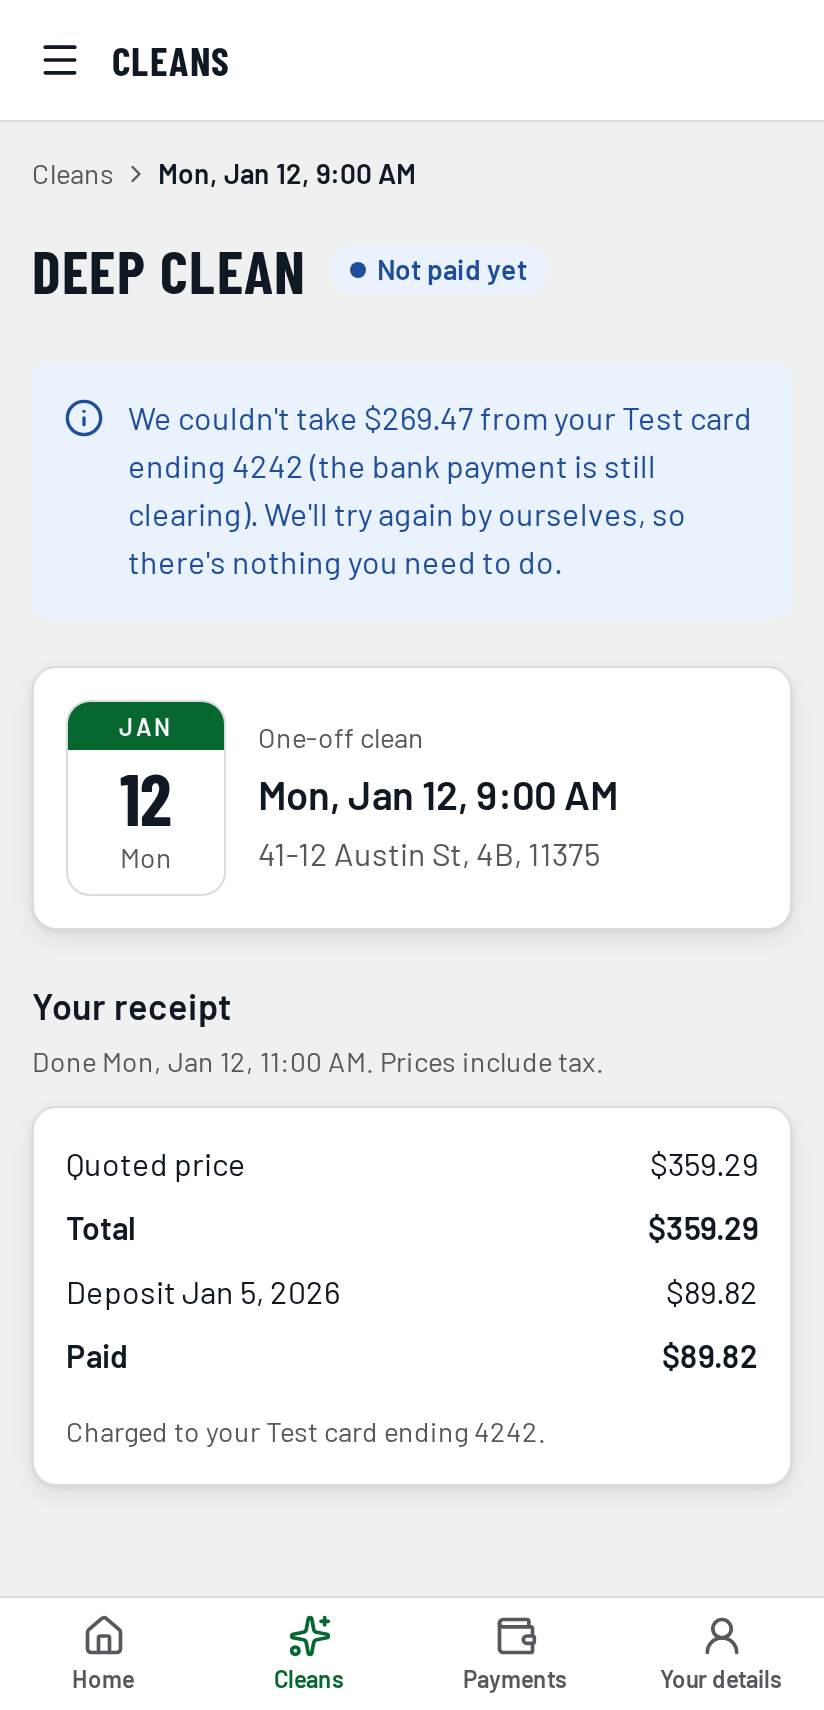 CLEANS
Cleans > Mon, Jan 12, 9:00 AM
DEEP CLEAN
Not paid yet
We couldn't take $269.47 from your Test card
ending 4242 (the bank payment is still
clearing). We'll try again by ourselves, so
there's nothing you need to do.
JAN
12
Mon
One-off clean
Mon, Jan 12, 9:00 AM
41-12 Austin St, 4B, 11375
Your receipt
Done Mon, Jan 12, 11:00 AM. Prices include tax.
Quoted price $359.29
Total $359.29
Deposit Jan 5, 2026 $89.82
Paid $89.82
Charged to your Test card ending 4242.
Home Cleans Payments Your details